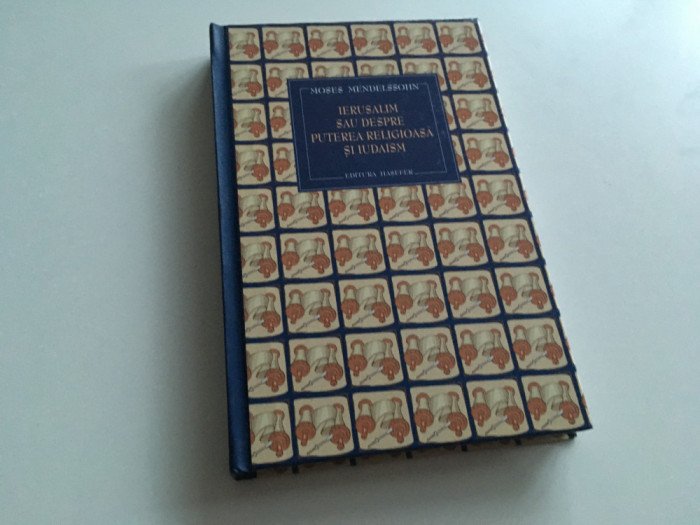 MOSES MENDELSSOHN
IERUSALIM
SAU DESPRE
PUTEREA RELIGIOASĂ
ȘI IUDAISM
EDITURA HASEFER